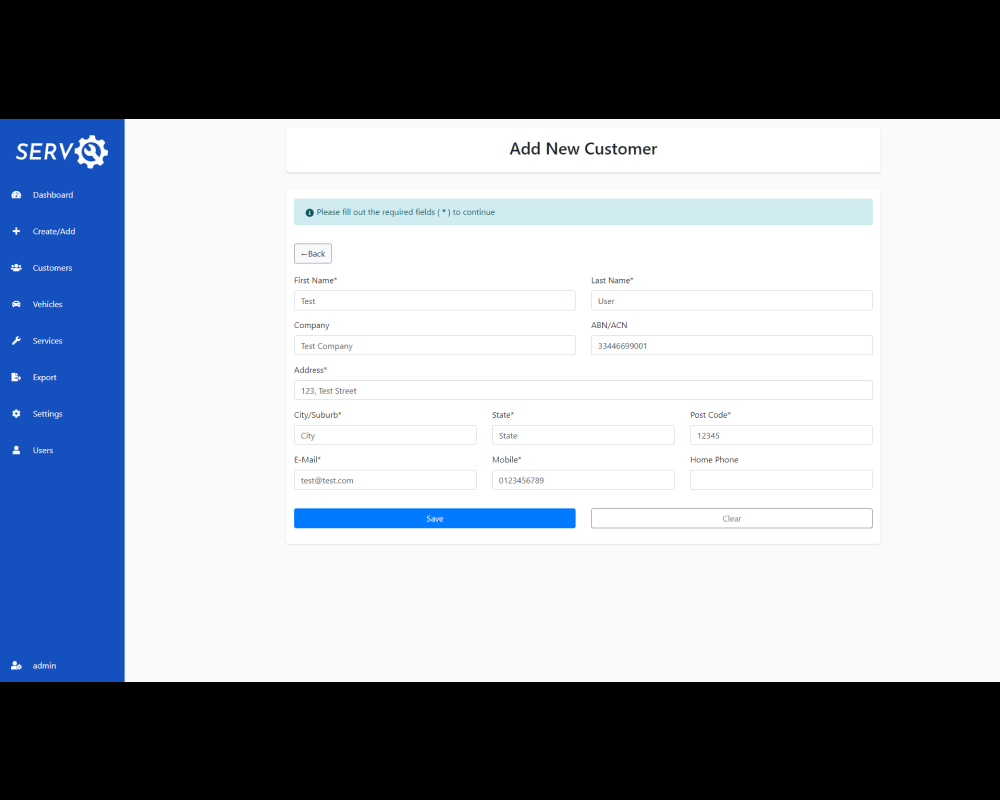 SERVO
Add New Customer
Dashboard
Create/Add
Customers
Vehicles
Services
Export
Settings
Users
admin
Please fill out the required fields ( * ) to continue
←Back
First Name* Last Name*
Test User
Company ABN/ACN
Test Company 33446699001
Address*
123, Test Street
City/Suburb* State* Post Code*
City State 12345
E-Mail* Mobile* Home Phone
test@test.com 0123456789
Save Clear